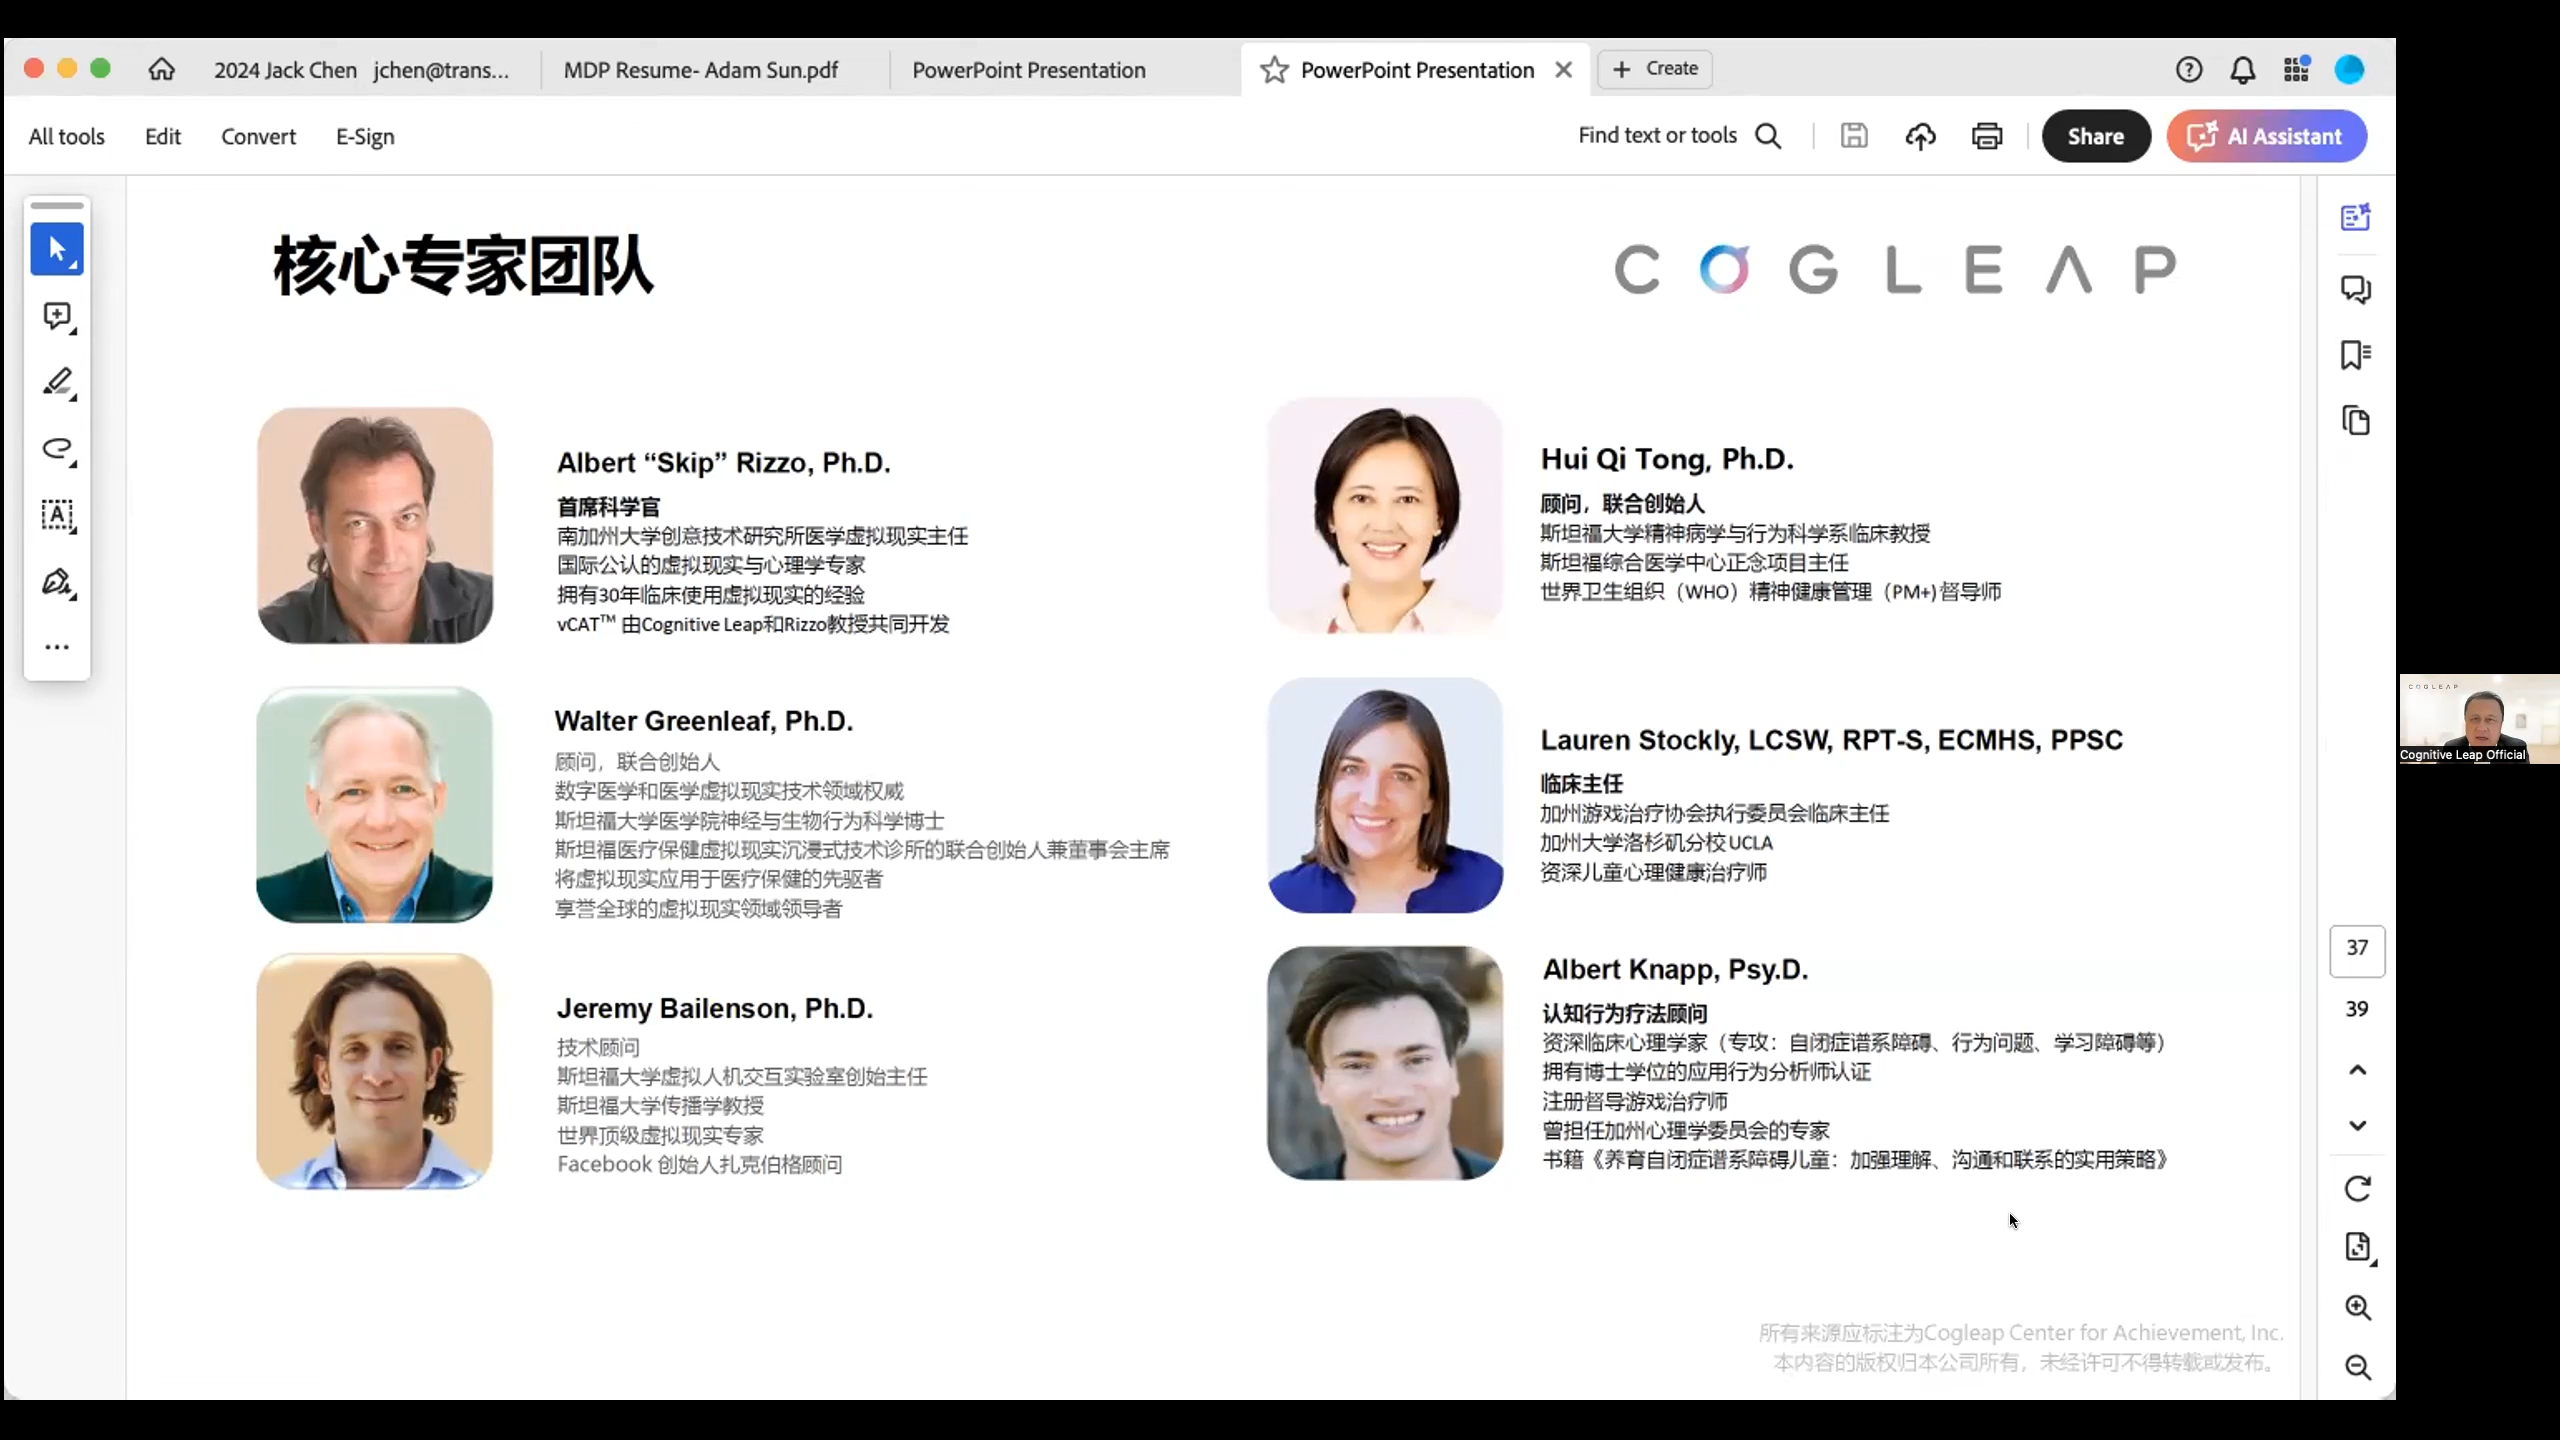 2024 Jack Chen jchen@trans...
MDP Resume- Adam Sun.pdf
PowerPoint Presentation
PowerPoint Presentation
Create
All tools
Edit
Convert
E-Sign
Find text or tools
Share
AI Assistant
核心专家团队
COGLEAP
Albert “Skip” Rizzo, Ph.D.
首席科学官
南加州大学创意技术研究所医学虚拟现实主任
国际公认的虚拟现实与心理学专家
拥有30年临床使用虚拟现实的经验
vCAT™ 由Cognitive Leap和Rizzo教授共同开发
Walter Greenleaf, Ph.D.
顾问，联合创始人
数字医学和医学虚拟现实技术领域权威
斯坦福大学医学院神经与生物行为科学博士
斯坦福医疗保健虚拟现实沉浸式技术诊所的联合创始人兼董事会主席
将虚拟现实应用于医疗保健的先驱者
享誉全球的虚拟现实领域领导者
Jeremy Bailenson, Ph.D.
技术顾问
斯坦福大学虚拟人机交互实验室创始主任
斯坦福大学传播学教授
世界顶级虚拟现实专家
Facebook 创始人扎克伯格顾问
Hui Qi Tong, Ph.D.
顾问，联合创始人
斯坦福大学精神病学与行为科学系临床教授
斯坦福综合医学中心正念项目主任
世界卫生组织（WHO）精神健康管理（PM+)督导师
Lauren Stockly, LCSW, RPT-S, ECMHS, PPSC
临床主任
加州游戏治疗协会执行委员会临床主任
加州大学洛杉矶分校UCLA
资深儿童心理健康治疗师
Albert Knapp, Psy.D.
认知行为疗法顾问
资深临床心理学家（专攻：自闭症谱系障碍、行为问题、学习障碍等）
拥有博士学位的应用行为分析师认证
注册督导游戏治疗师
曾担任加州心理学委员会的专家
书籍《养育自闭症谱系障碍儿童：加强理解、沟通和联系的实用策略》
37
39
COGLEAP
Cognitive Leap Official
所有来源应标注为Cogleap Center for Achievement, Inc.
本内容的版权归本公司所有，未经许可不得转载或发布。